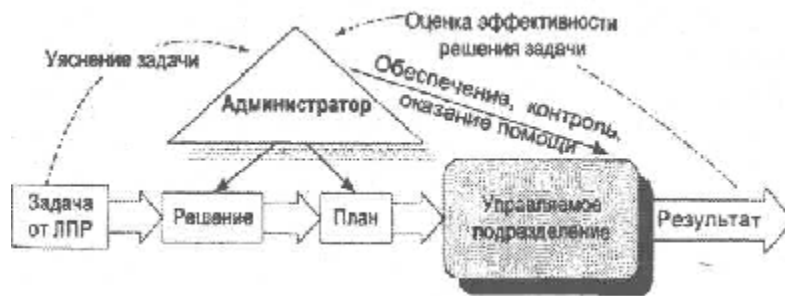 Оценка эффективности
решения задачи
Уяснение задачи
Администратор
Обеспечение, контроль,
оказание помощи
Задача
от ЛПР
Решение
План
Управляемое
подразделение
Результат